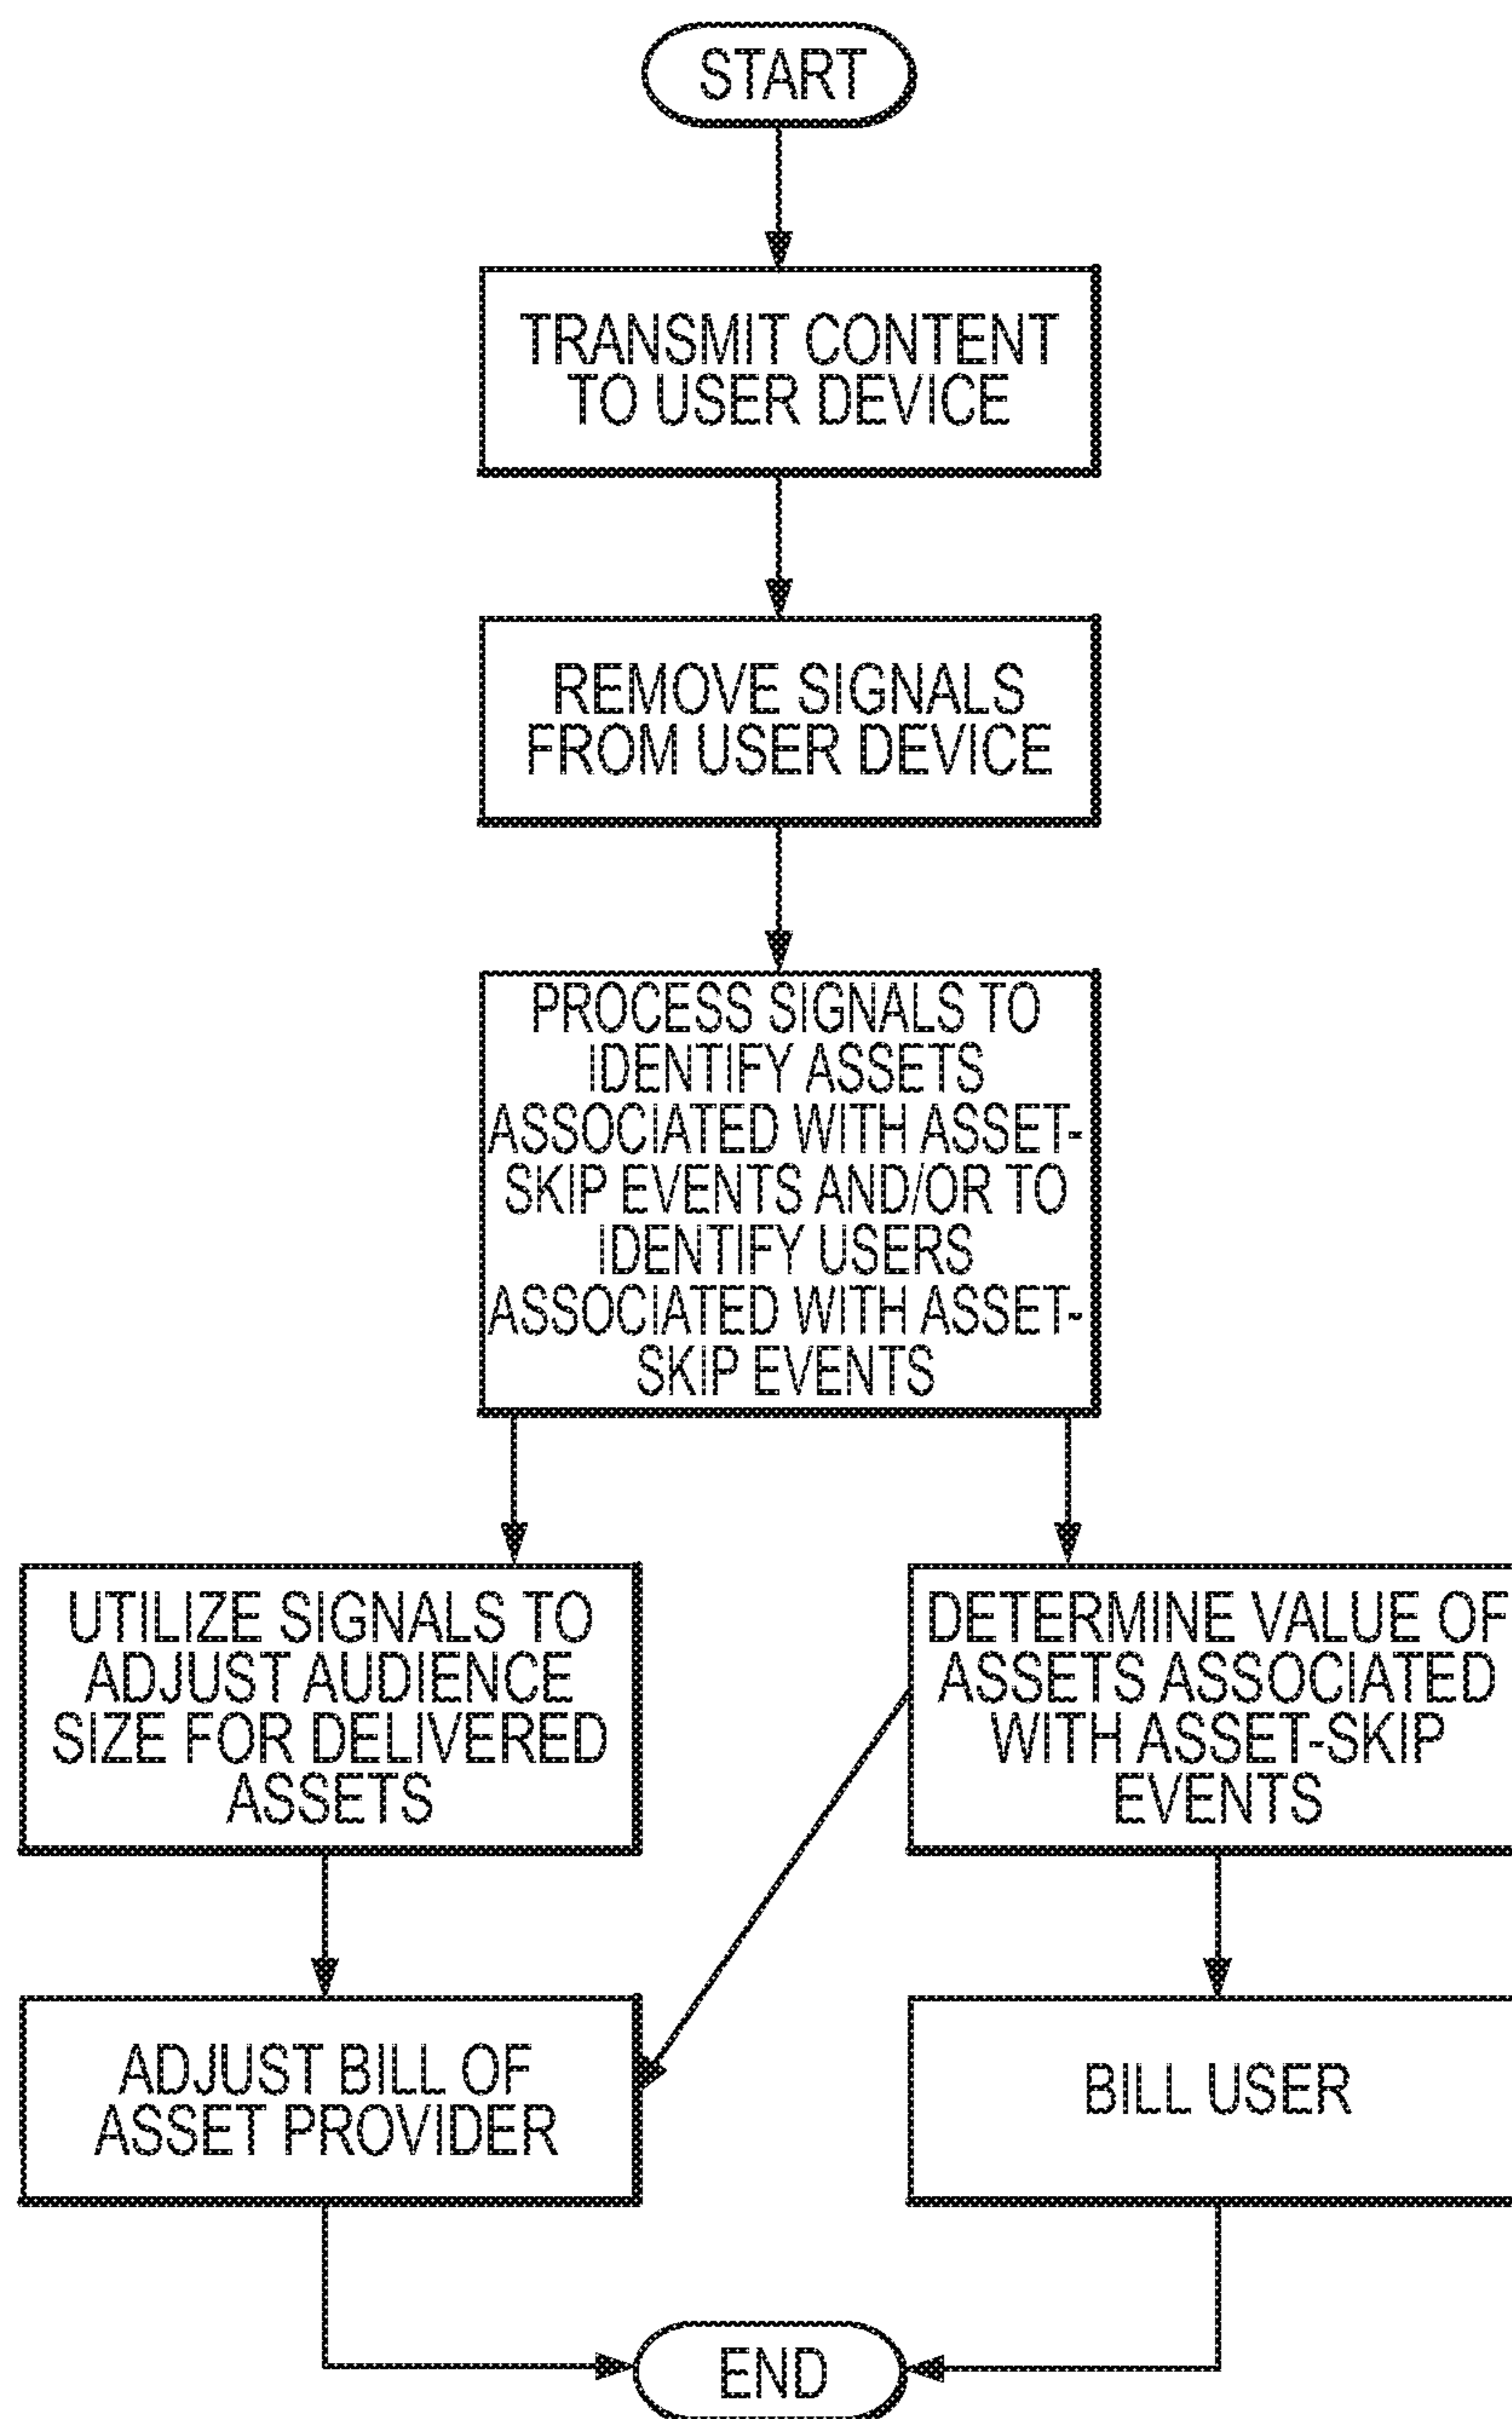 START
TRANSMIT CONTENT
TO USER DEVICE
REMOVE SIGNALS
FROM USER DEVICE
PROCESS SIGNALS TO
IDENTIFY ASSETS
ASSOCIATED WITH ASSET-
SKIP EVENTS AND/OR TO
IDENTIFY USERS
ASSOCIATED WITH ASSET-
SKIP EVENTS
UTILIZE SIGNALS TO
ADJUST AUDIENCE
SIZE FOR DELIVERED
ASSETS
DETERMINE VALUE OF
ASSETS ASSOCIATED
WITH ASSET-SKIP
EVENTS
ADJUST BILL OF
ASSET PROVIDER
BILL USER
END